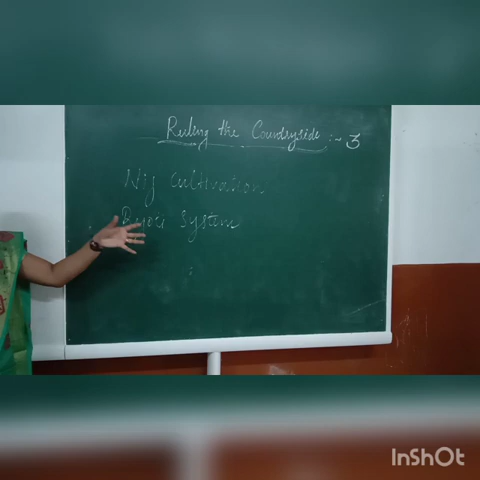 Ruling the Countryside :- 3
Nij Cultivation
Ryoti System
InShOt